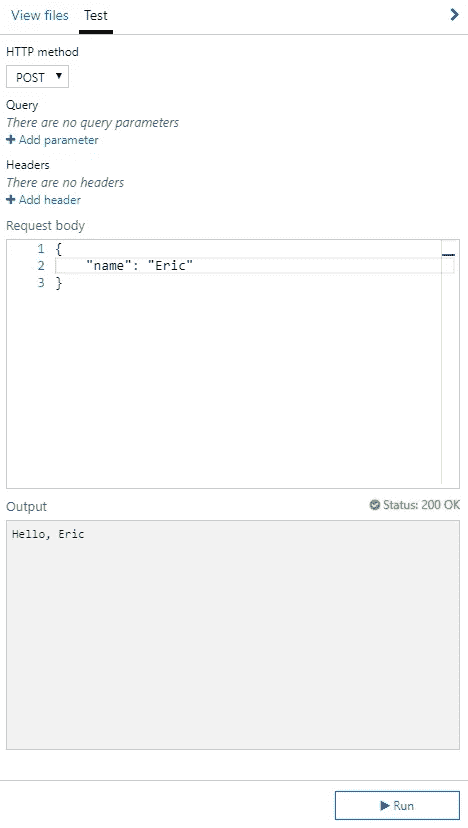 View files Test
HTTP method
POST
Query
There are no query parameters
+ Add parameter
Headers
There are no headers
+ Add header
Request body
1 {
2     "name": "Eric"
3 }
Output Status: 200 OK
Hello, Eric
Run